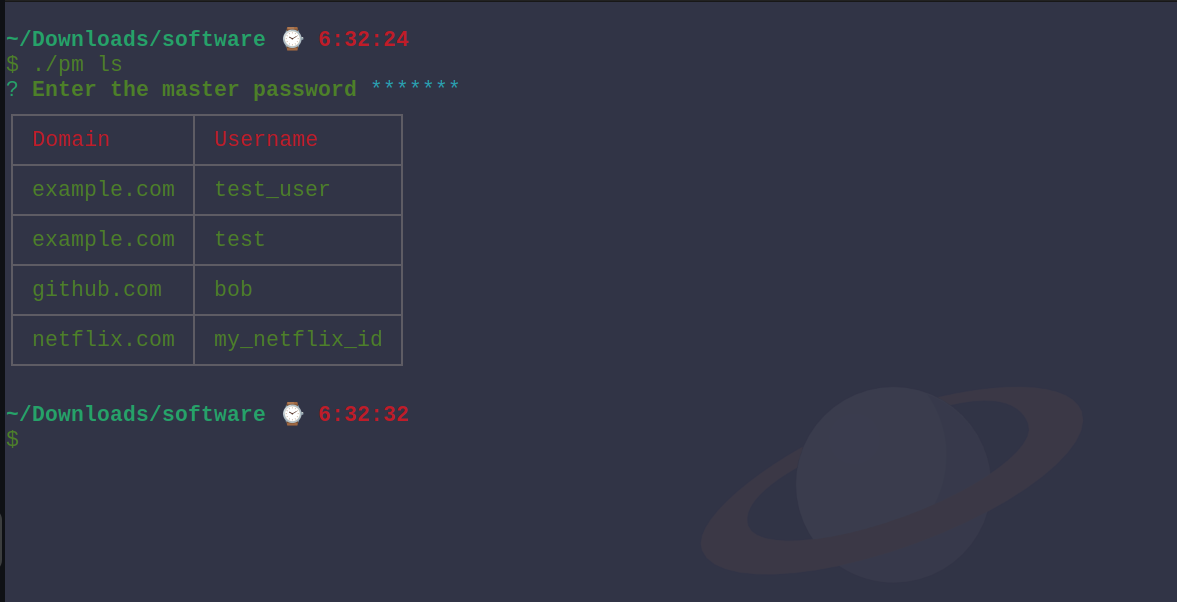 ~/Downloads/software ⌚ 6:32:24
$ ./pm ls
? Enter the master password *******
Domain Username
example.com test_user
example.com test
github.com bob
netflix.com my_netflix_id
~/Downloads/software ⌚ 6:32:32
$